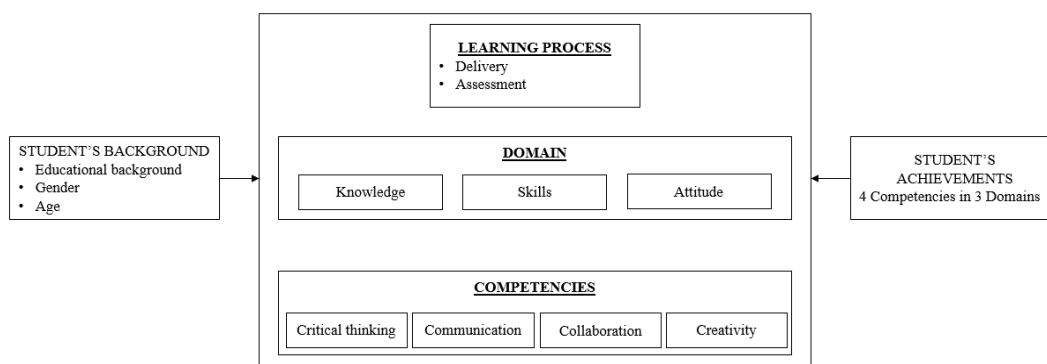 LEARNING PROCESS
• Delivery
• Assessment
STUDENT'S BACKGROUND
• Educational background
• Gender
• Age
DOMAIN
Knowledge
Skills
Attitude
STUDENT'S
ACHIEVEMENTS
4 Competencies in 3 Domains
COMPETENCIES
Critical thinking
Communication
Collaboration
Creativity